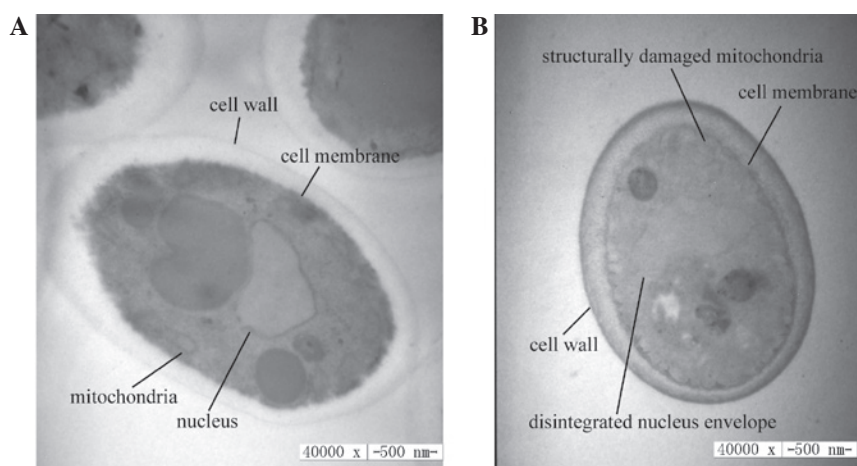 A
cell wall
cell membrane
mitochondria
nucleus
40000 x -500 nm-
B
structurally damaged mitochondria
cell membrane
cell wall
disintegrated nucleus envelope
40000 x -500 nm-